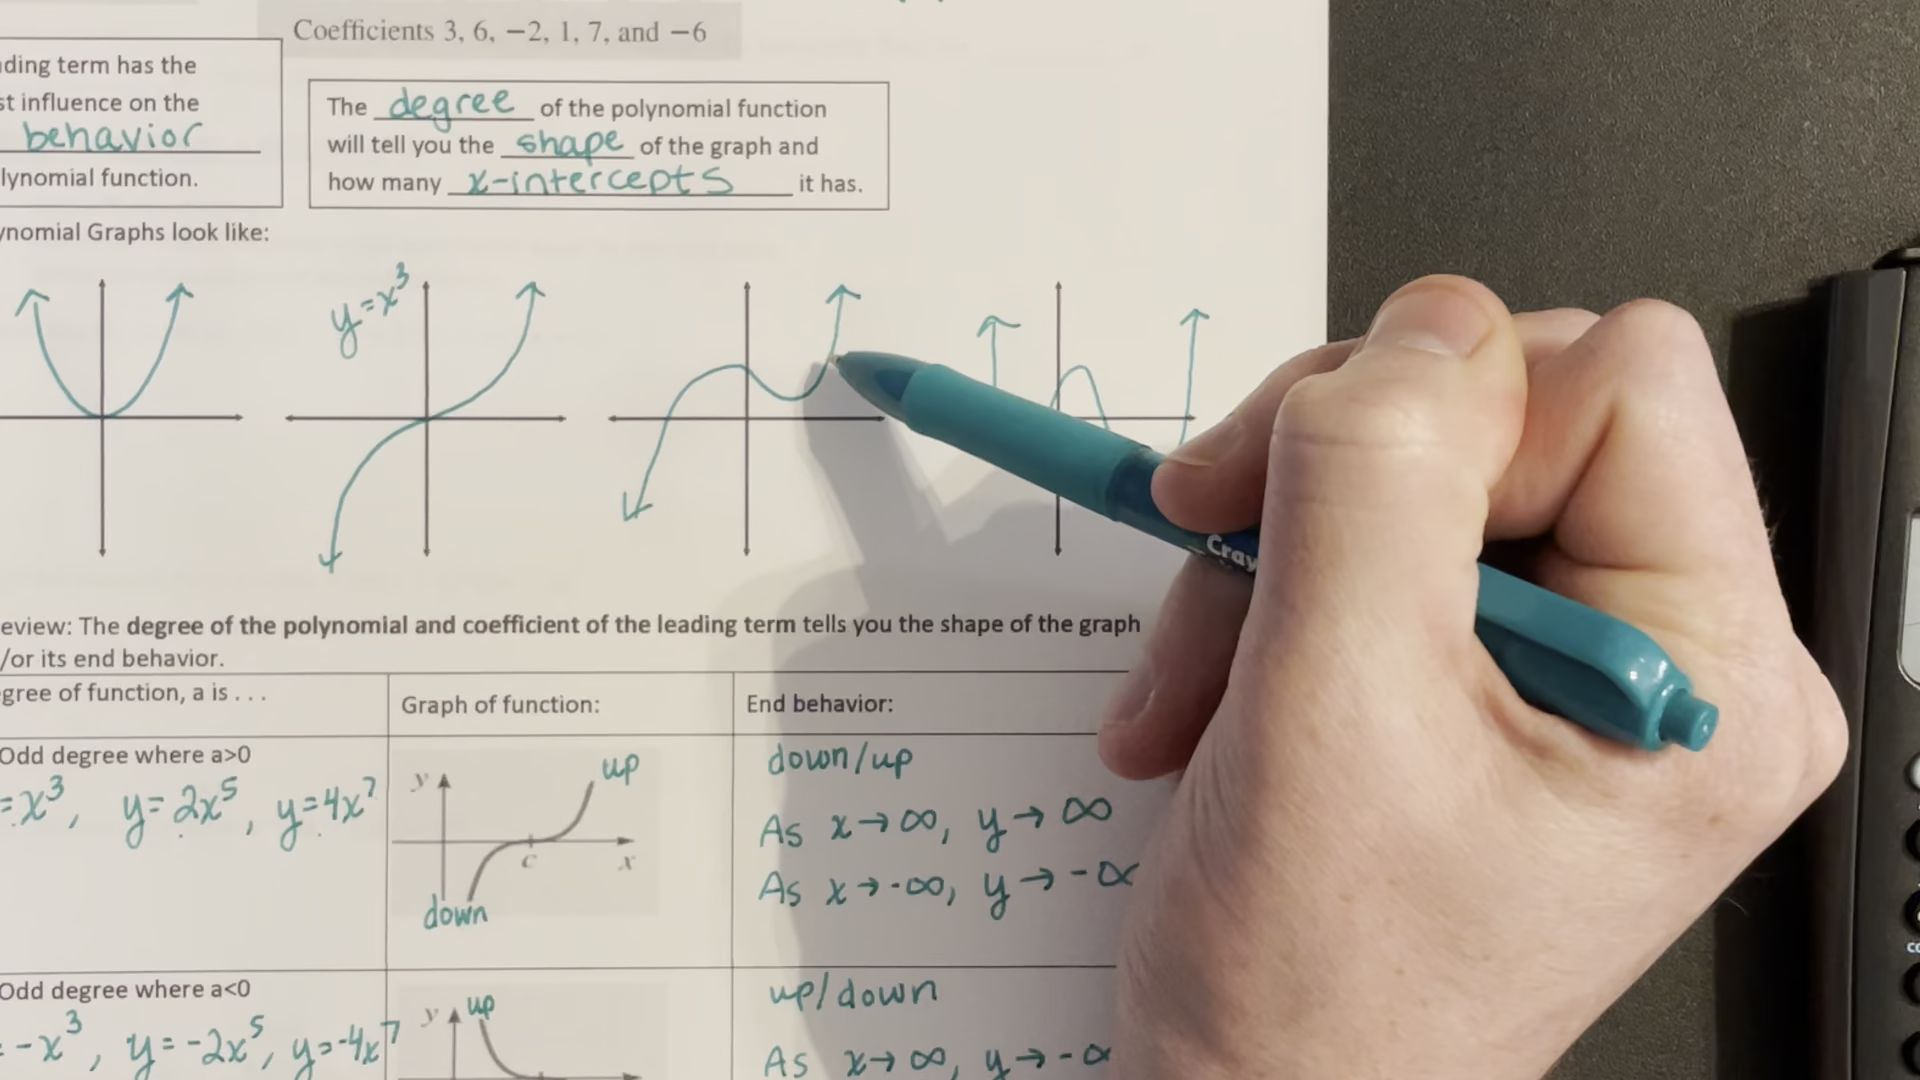 Coefficients 3, 6, −2, 1, 7, and −6
ding term has the
st influence on the
behavior
lynomial function.
The degree of the polynomial function
will tell you the shape of the graph and
how many x-intercepts it has.
ynomial Graphs look like:
y=x³
Cray
eview: The degree of the polynomial and coefficient of the leading term tells you the shape of the graph
/or its end behavior.
gree of function, a is . . .
Graph of function:
End behavior:
Odd degree where a>0
=x³, y=2x⁵, y=4x⁷
y
up
c
x
down
down/up
As x→∞, y→∞
As x→-∞, y→-∞
Odd degree where a<0
=-x³, y=-2x⁵, y=-4x⁷
y
up
up/down
As x→∞, y→-∞